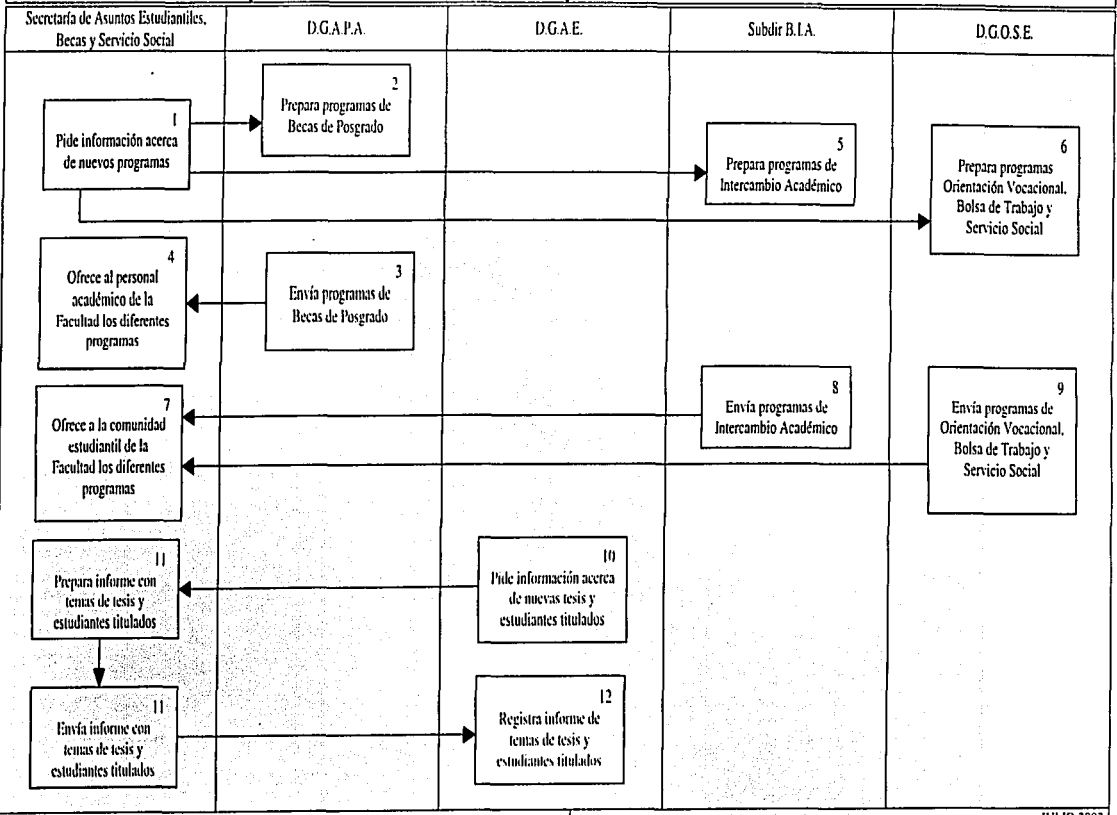 Secretaría de Asuntos Estudiantiles,
Becas y Servicio Social
D.G.A.P.A.
D.G.A.E.
Subdir B.I.A.
D.G.O.S.E.
1
Pide información acerca
de nuevos programas
2
Prepara programas de
Becas de Posgrado
5
Prepara programas de
Intercambio Académico
6
Prepara programas
Orientación Vocacional,
Bolsa de Trabajo y
Servicio Social
4
Ofrece al personal
académico de la
Facultad los diferentes
programas
3
Envía programas de
Becas de Posgrado
7
Ofrece a la comunidad
estudiantil de la
Facultad los diferentes
programas
8
Envía programas de
Intercambio Académico
9
Envía programas de
Orientación Vocacional,
Bolsa de Trabajo y
Servicio Social
11
Prepara informe con
temas de tesis y
estudiantes titulados
10
Pide información acerca
de nuevas tesis y
estudiantes titulados
11
Envía informe con
temas de tesis y
estudiantes titulados
12
Registra informe de
temas de tesis y
estudiantes titulados